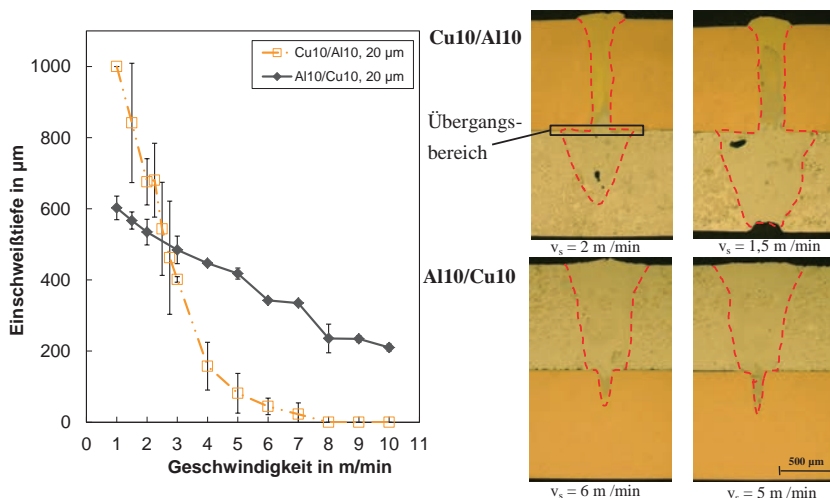 Einschweißtiefe in µm
1000
800
600
400
200
0
0 1 2 3 4 5 6 7 8 9 10 11
Geschwindigkeit in m/min
Cu10/Al10, 20 µm
Al10/Cu10, 20 µm
Cu10/Al10
Übergangs-
bereich
v_s = 2 m /min
v_s = 1,5 m /min
Al10/Cu10
500 µm
v_s = 6 m/min
v_s = 5 m/min